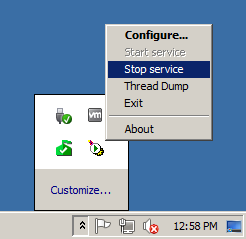 Configure...
Start service
Stop service
Thread Dump
Exit
About
vm
Customize...
12:58 PM